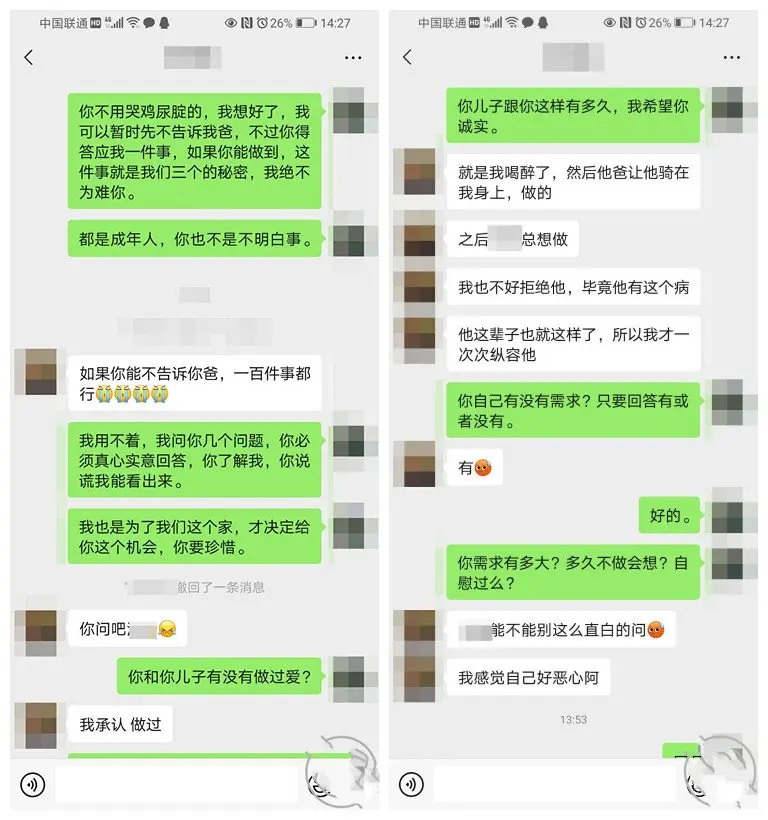 中国联通 HD 4G 26% 14:27
你不用哭鸡尿腚的，我想好了，我
可以暂时先不告诉我爸，不过你得
答应我一件事，如果你能做到，这
件事就是我们三个的秘密，我绝不
为难你。
都是成年人，你也不是不明白事。
如果你能不告诉你爸，一百件事都
行😭😭😭😭
我用不着，我问你几个问题，你必
须真心实意回答，你了解我，你说
谎我能看出来。
我也是为了我们这个家，才决定给
你这个机会，你要珍惜。
撤回了一条消息
你问吧
你和你儿子有没有做过爱？
我承认 做过
中国联通 HD 4G 26% 14:27
你儿子跟你这样有多久，我希望你
诚实。
就是我喝醉了，然后他爸让他骑在
我身上，做的
之后 总想做
我也不好拒绝他，毕竟他有这个病
他这辈子也就这样了，所以我才一
次次纵容他
你自己有没有需求？只要回答有或
者没有。
有
好的。
你需求有多大？多久不做会想？自
慰过么？
能不能别这么直白的问
我感觉自己好恶心阿
13:53